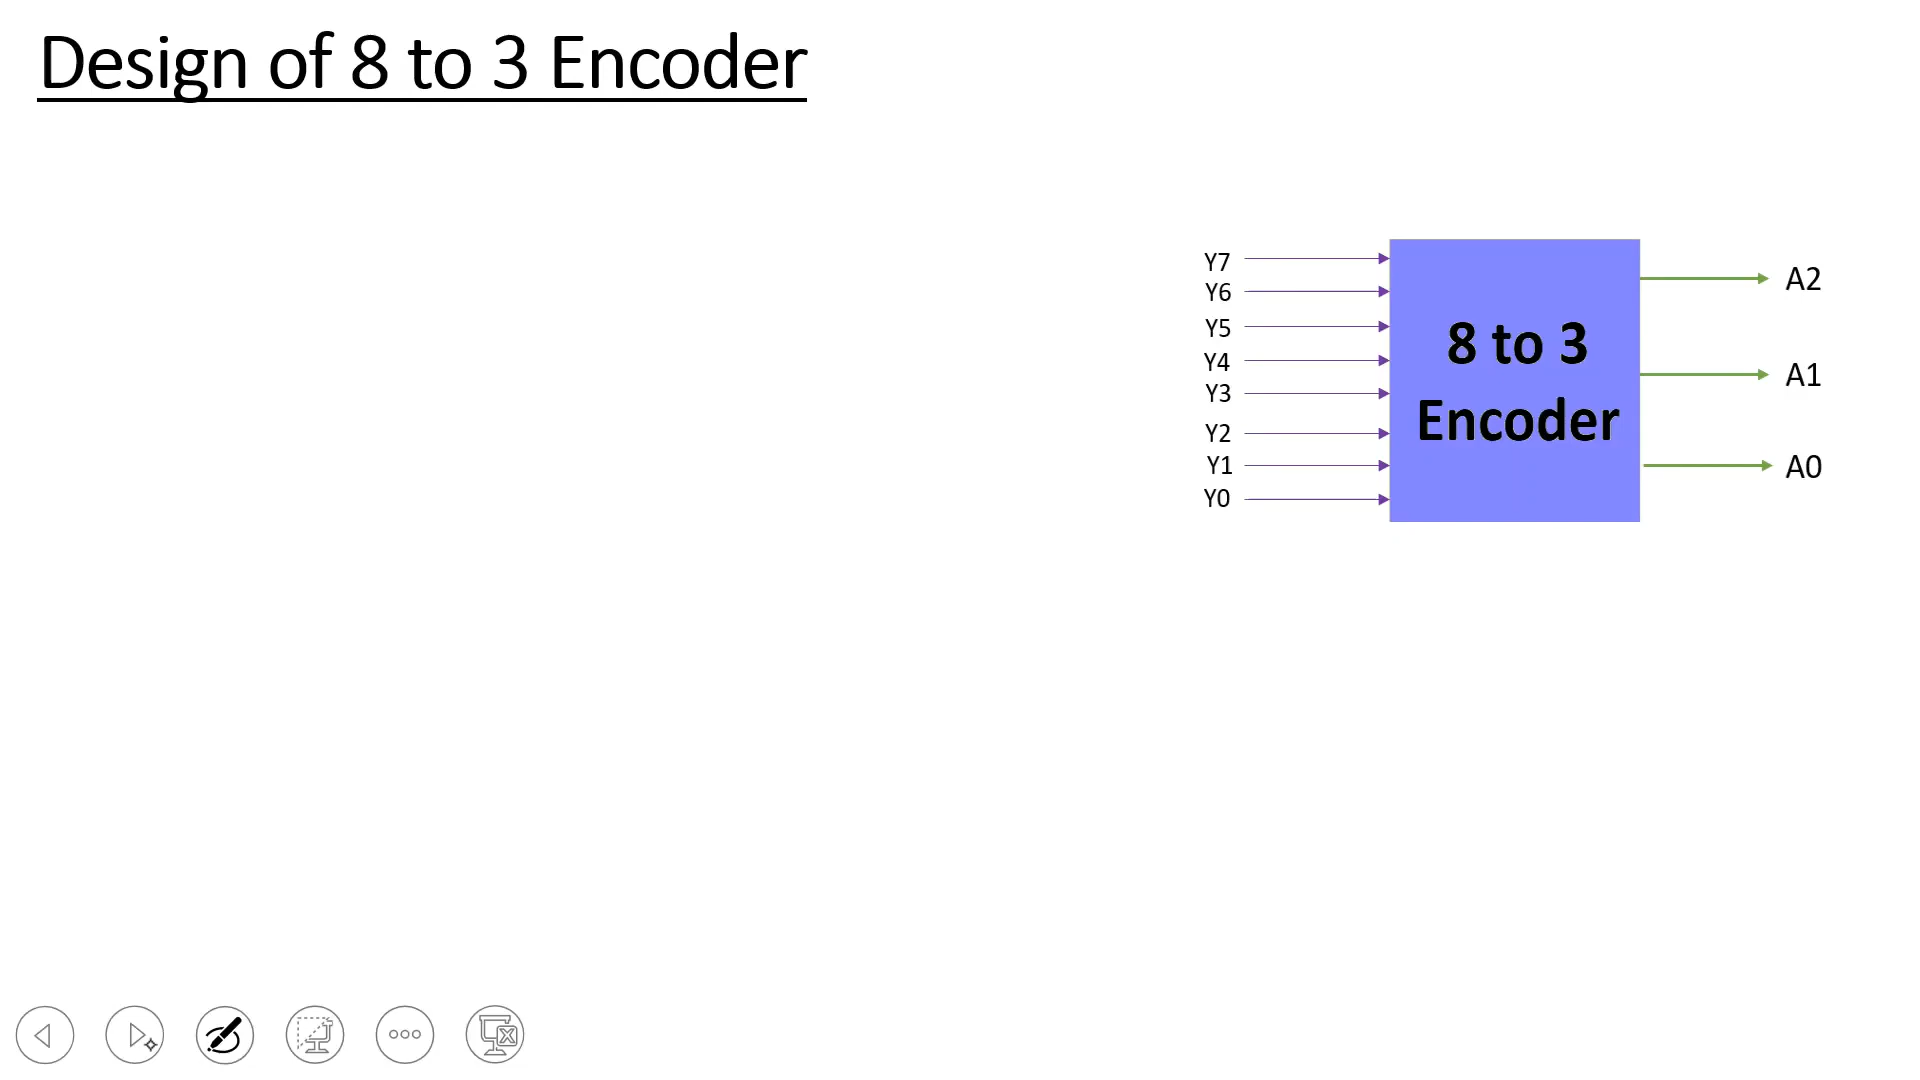 Design of 8 to 3 Encoder
Y7
Y6
Y5
Y4
Y3
Y2
Y1
Y0
8 to 3
Encoder
A2
A1
A0